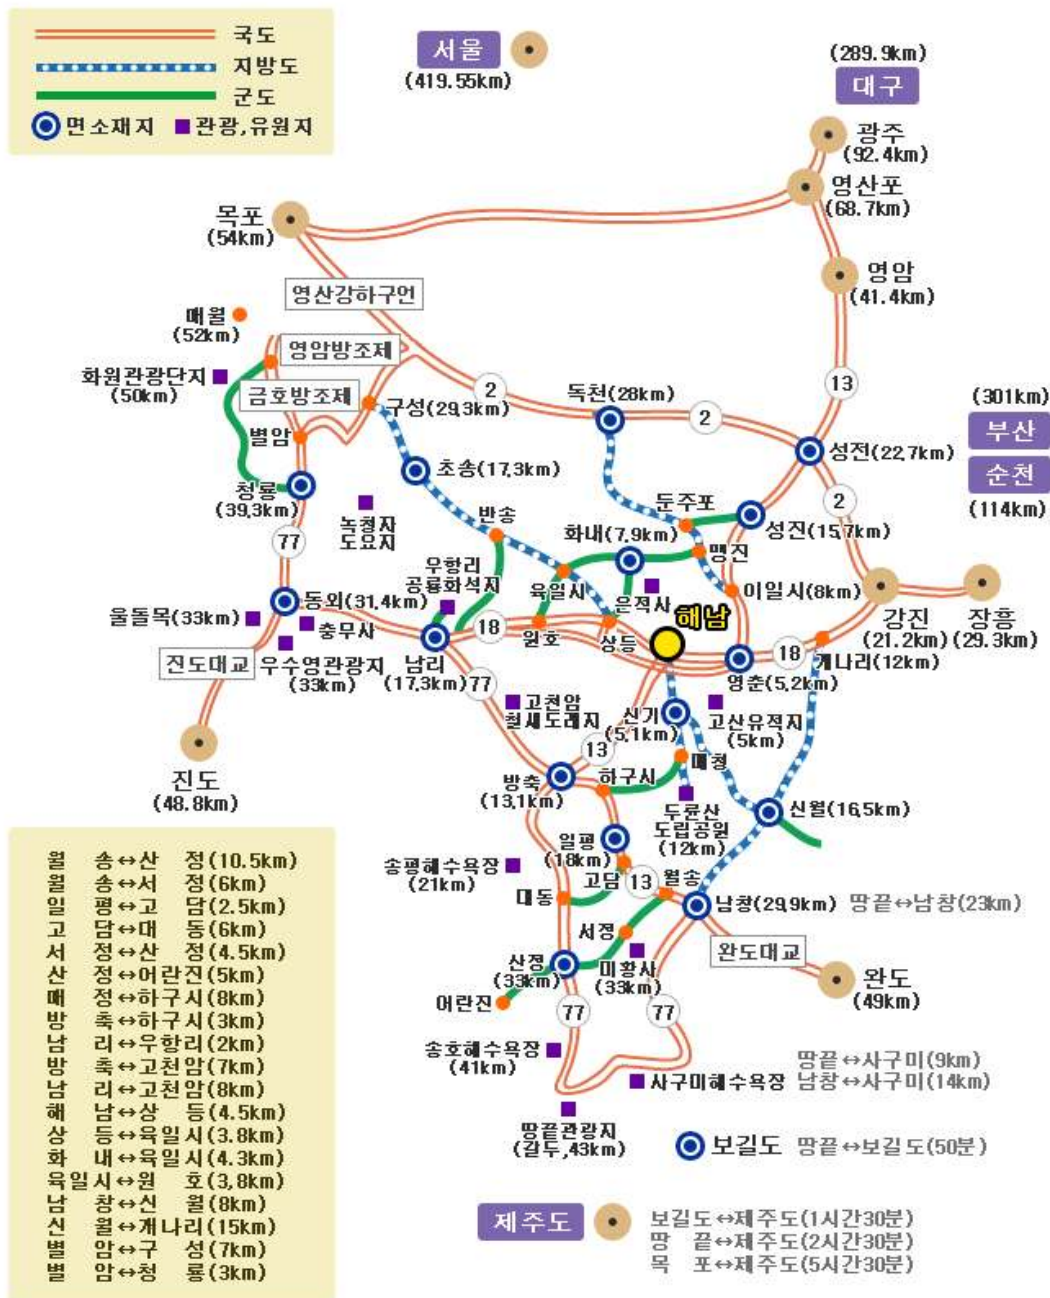 국도
지방도
군도
면소재지 관광,유원지
서울
(419.55km)
(289.9km)
대구
광주
(92.4km)
영산포
(68.7km)
목포
(54km)
영암
(41.4km)
영산강하구언
매월
(52km)
영암방조제
화원관광단지
(50km)
금호방조제
구성(29.3km)
2
독천(28km)
2
13
(301km)
부산
순천
(114km)
별암
초송(17.3km)
성전(22.7km)
2
청룡
(39.3km)
녹청자
도요지
반송
둔주포
화내
(7.9km)
성진(15.7km)
맹진
77
우항리
공룡화석지
육일시
은적사
이일시(8km)
동외(31.4km)
울돌목(33km)
충무사
18
원호
상등
해남
18
강진
(21.2km)
장흥
(29.3km)
개나리(12km)
진도대교
우수영관광지
(33km)
남리
(17.3km)
77
영춘(5.2km)
고천암
철새도래지
신기
(5.1km)
고산유적지
(5km)
13
매정
진도
(48.8km)
방축
(13.1km)
하구시
두륜산
도립공원
(12km)
신월(16.5km)
일평
(18km)
송평해수욕장
(21km)
고담
13
월송
대동
남창(29.9km) 땅끝↔남창(23km)
서정
완도대교
산정
(33km)
미황사
(33km)
완도
(49km)
어란진
77
77
송호해수욕장
(41km)
땅끝↔사구미(9km)
사구미해수욕장 남창↔사구미(14km)
땅끝관광지
(갈두,43km)
보길도 땅끝↔보길도(50분)
제주도
보길도↔제주도(1시간30분)
땅 끝↔제주도(2시간30분)
목 포↔제주도(5시간30분)
월 송↔산 정(10.5km)
월 송↔서 정(6km)
일 평↔고 담(2.5km)
고 담↔대 동(6km)
서 정↔산 정(4.5km)
산 정↔어란진(5km)
매 정↔하구시(8km)
방 축↔하구시(3km)
남 리↔우항리(2km)
방 축↔고천암(7km)
남 리↔고천암(8km)
해 남↔상 등(4.5km)
상 등↔육일시(3.8km)
화 내↔육일시(4.3km)
육일시↔원 호(3,8km)
남 창↔신 월(8km)
신 월↔개나리(15km)
별 암↔구 성(7km)
별 암↔청 룡(3km)